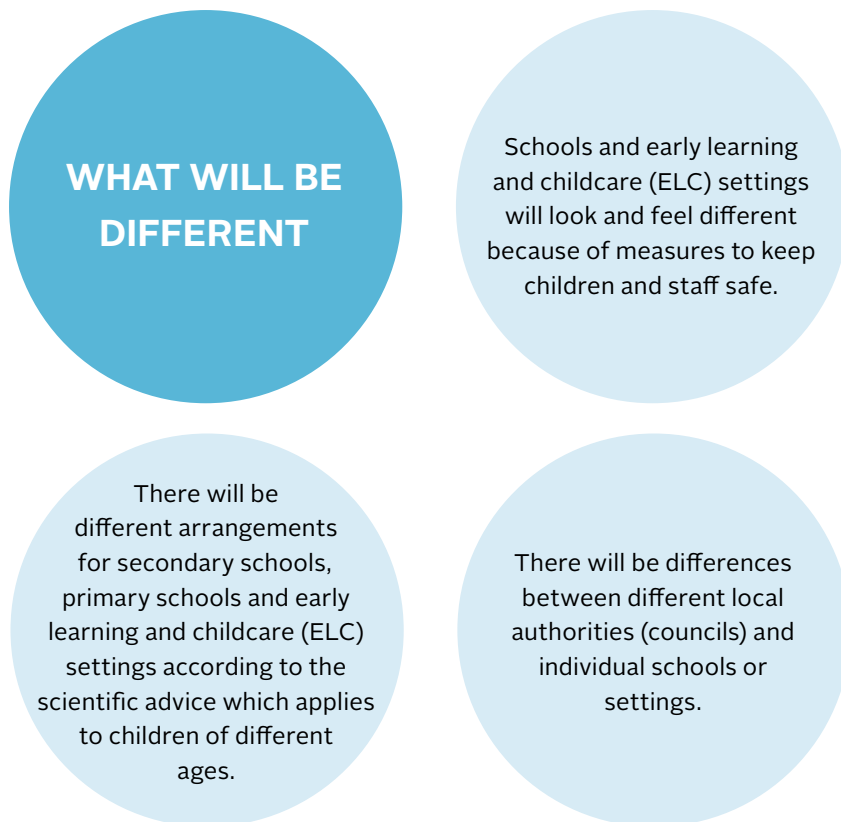 WHAT WILL BE
DIFFERENT
Schools and early learning
and childcare (ELC) settings
will look and feel different
because of measures to keep
children and staff safe.
There will be
different arrangements
for secondary schools,
primary schools and early
learning and childcare (ELC)
settings according to the
scientific advice which applies
to children of different
ages.
There will be differences
between different local
authorities (councils) and
individual schools or
settings.